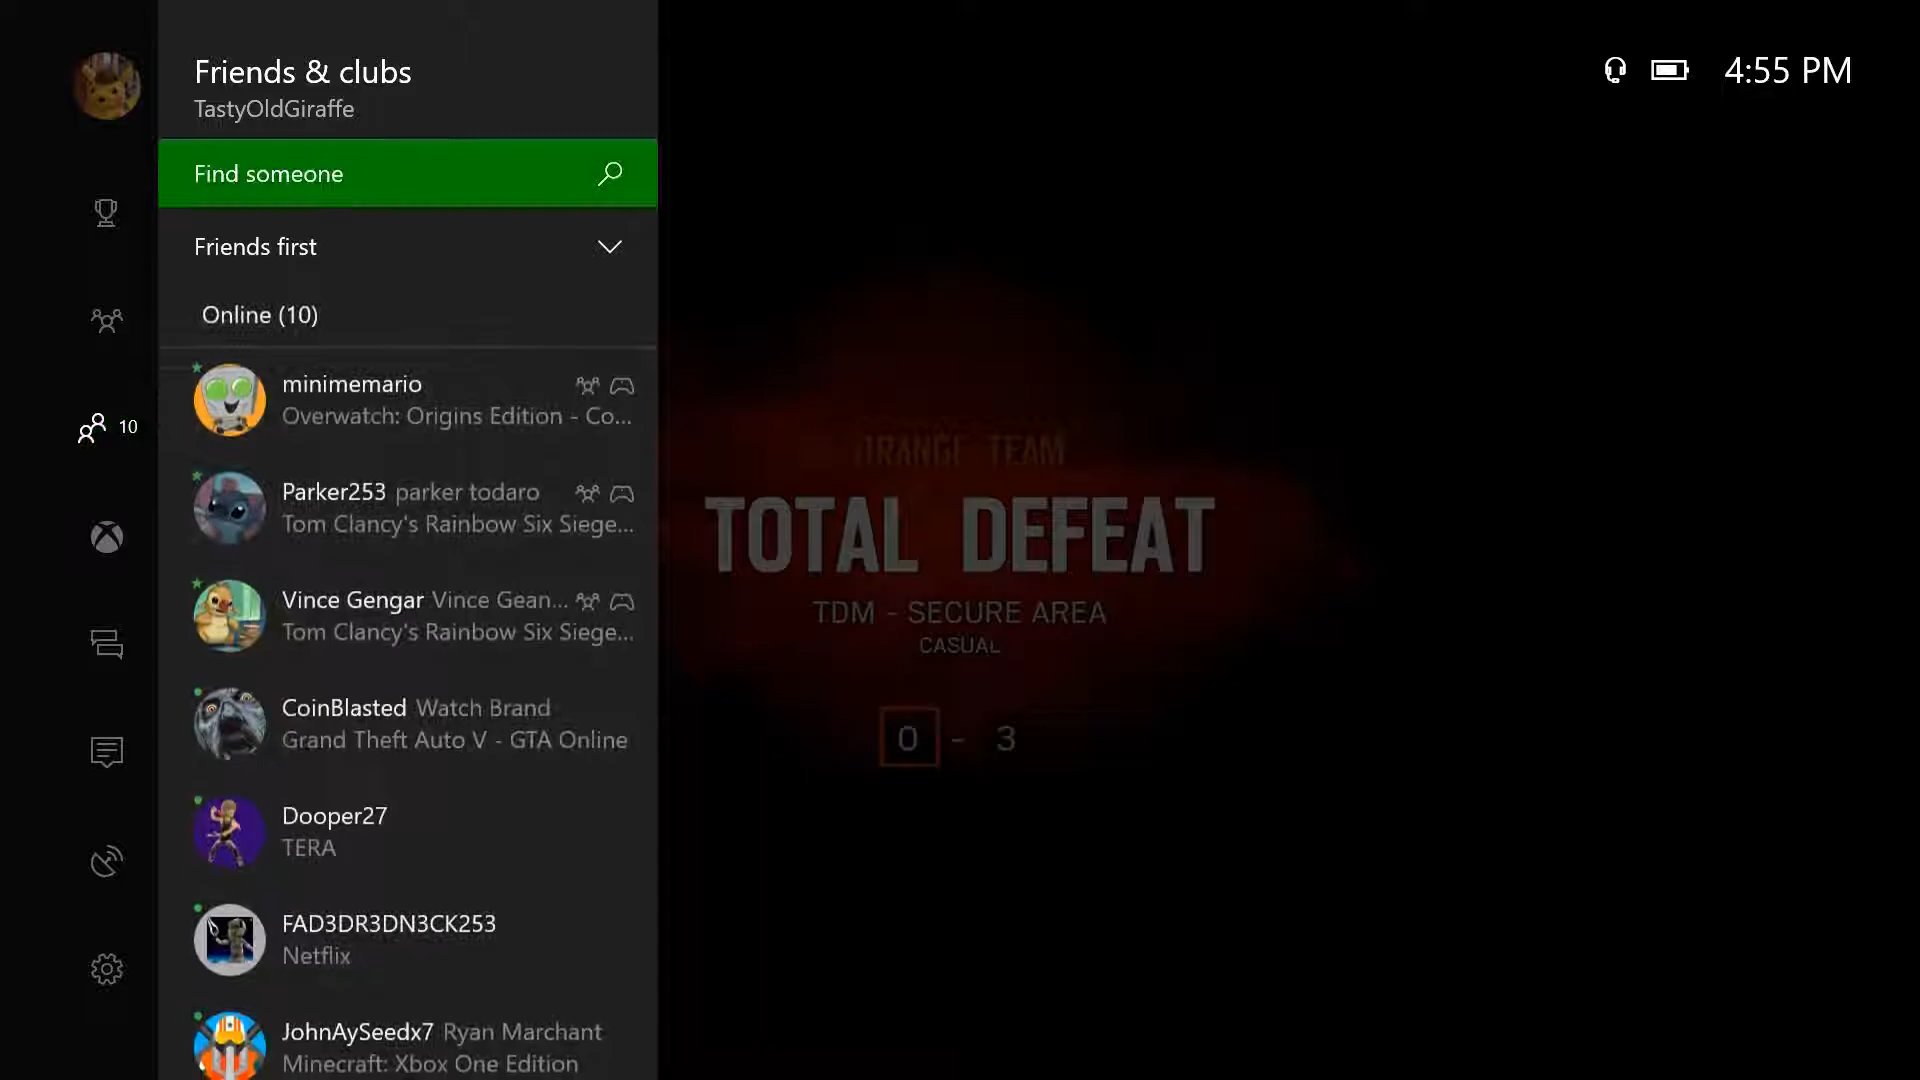 Friends & clubs
TastyOldGiraffe
4:55 PM
Find someone
Friends first
Online (10)
10
minimemario
Overwatch: Origins Edition - Co...
Parker253 parker todaro
Tom Clancy's Rainbow Six Siege...
Vince Gengar Vince Gean...
Tom Clancy's Rainbow Six Siege...
CoinBlasted Watch Brand
Grand Theft Auto V - GTA Online
Dooper27
TERA
FAD3DR3DN3CK253
Netflix
JohnAySeedx7 Ryan Marchant
Minecraft: Xbox One Edition
ORANGE TEAM
TOTAL DEFEAT
TDM - SECURE AREA
CASUAL
0 - 3